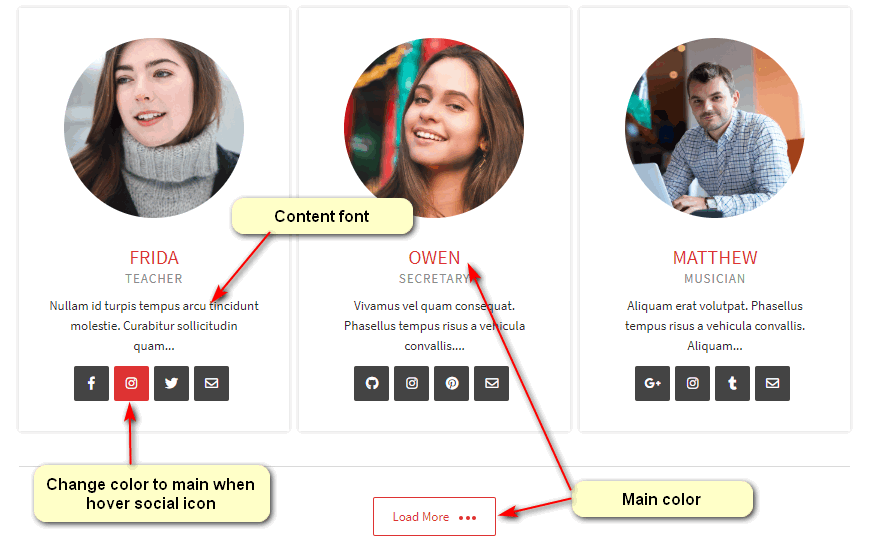 Content font
FRIDA
TEACHER
Nullam id turpis tempus arcu tincidunt
molestie. Curabitur sollicitudin
quam...
OWEN
SECRETARY
Vivamus vel quam consequat.
Phasellus tempus risus a vehicula
convallis....
MATTHEW
MUSICIAN
Aliquam erat volutpat. Phasellus
tempus risus a vehicula convallis.
Aliquam...
Change color to main when
hover social icon
Load More
Main color